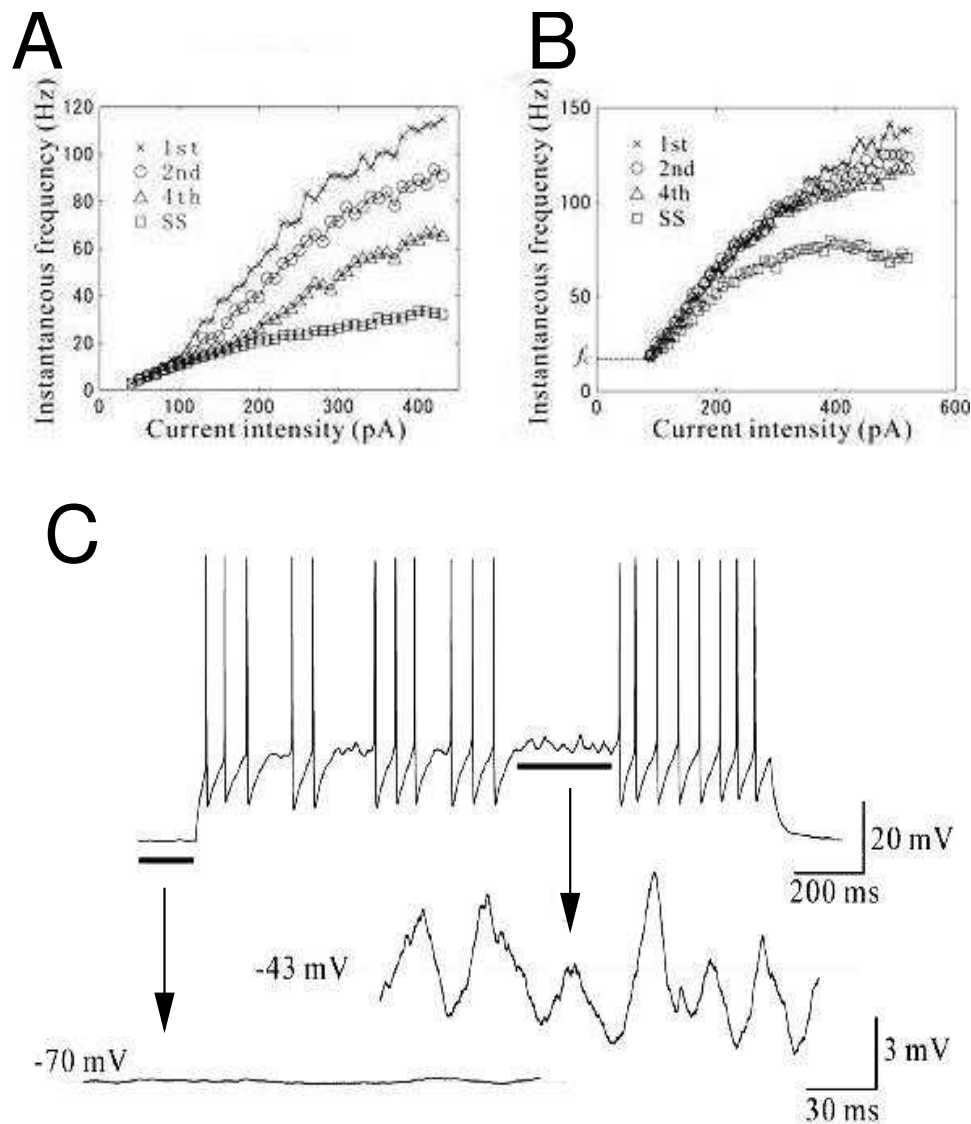 A
Instantaneous frequency (Hz)
120
100
80
60
40
20
0
1st
2nd
4th
SS
0
100
200
300
400
Current intensity (pA)
B
Instantaneous frequency (Hz)
150
100
50
0
fc
1st
2nd
4th
SS
0
200
400
600
Current intensity (pA)
C
20 mV
200 ms
-43 mV
-70 mV
3 mV
30 ms